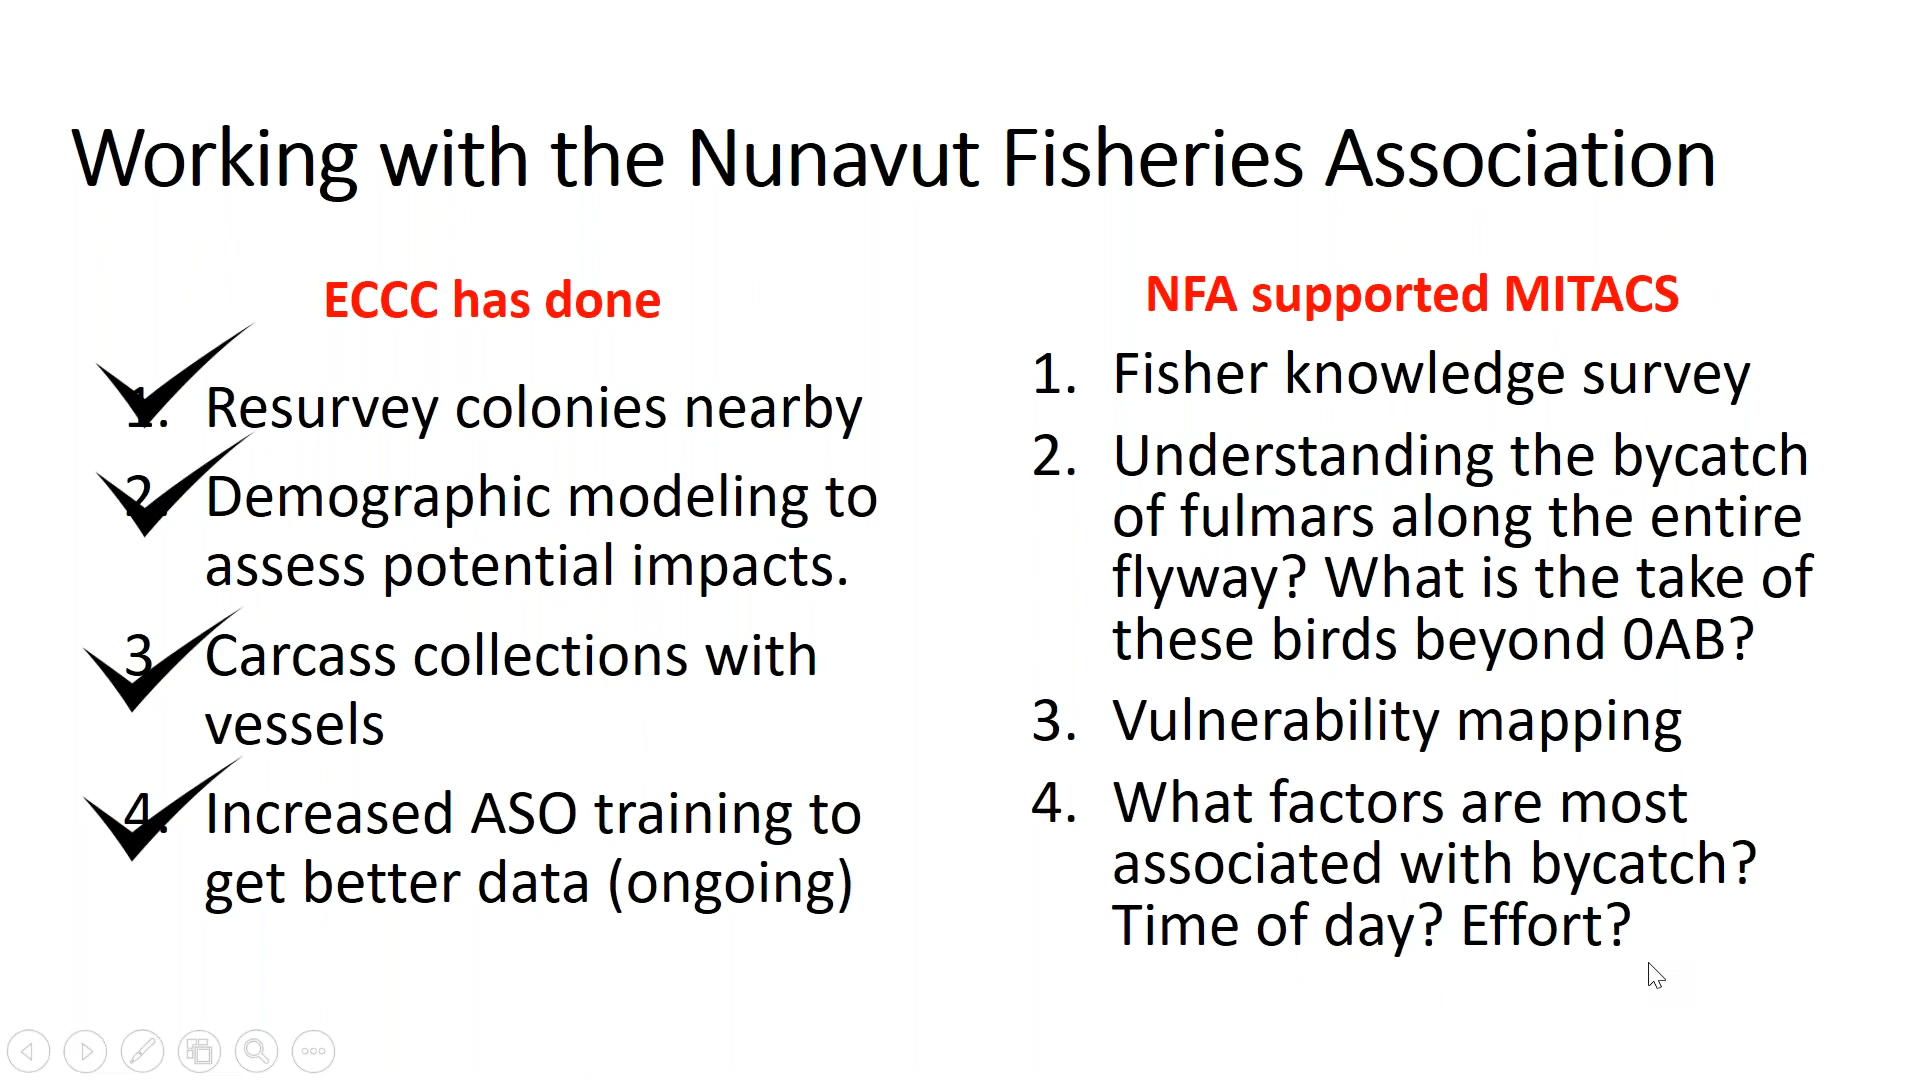 Working with the Nunavut Fisheries Association
ECCC has done
1. Resurvey colonies nearby
2. Demographic modeling to
assess potential impacts.
3. Carcass collections with
vessels
4. Increased ASO training to
get better data (ongoing)
NFA supported MITACS
1. Fisher knowledge survey
2. Understanding the bycatch
of fulmars along the entire
flyway? What is the take of
these birds beyond 0AB?
3. Vulnerability mapping
4. What factors are most
associated with bycatch?
Time of day? Effort?